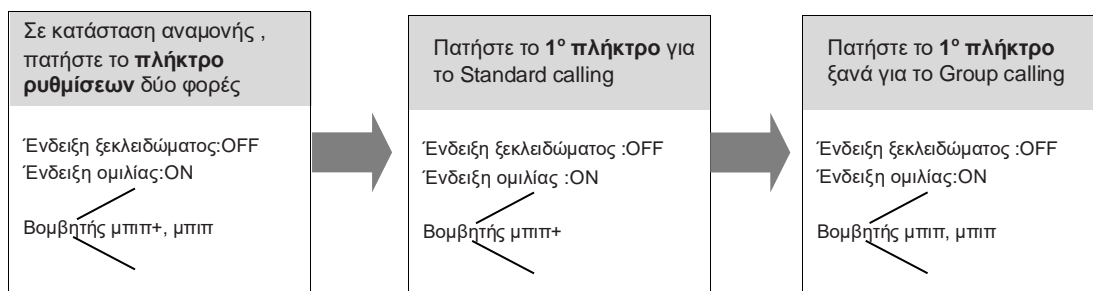 Σε κατάσταση αναμονής ,
πατήστε το πλήκτρο
ρυθμίσεων δύο φορές
Ένδειξη ξεκλειδώματος:OFF
Ένδειξη ομιλίας:ON
Βομβητής μπιπ+, μπιπ
Πατήστε το 1º πλήκτρο για
το Standard calling
Ένδειξη ξεκλειδώματος :OFF
Ένδειξη ομιλίας :ON
Βομβητής μπιπ+
Πατήστε το 1º πλήκτρο
ξανά για το Group calling
Ένδειξη ξεκλειδώματος :OFF
Ένδειξη ομιλίας:ON
Βομβητής μπιπ, μπιπ